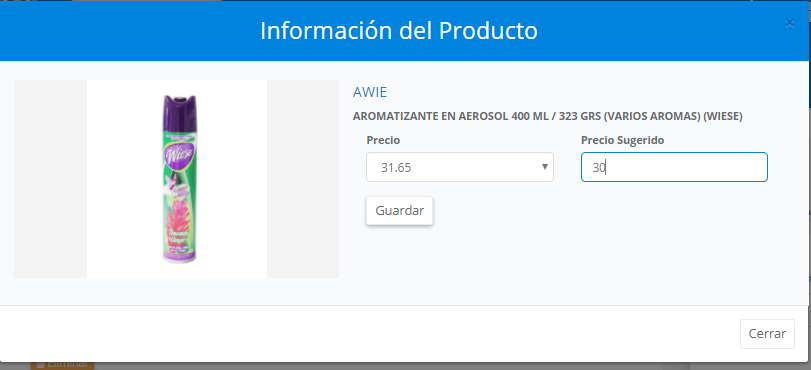 Información del Producto
×
Wiese
AWIE
AROMATIZANTE EN AEROSOL 400 ML / 323 GRS (VARIOS AROMAS) (WIESE)
Precio
Precio Sugerido
31.65
30
Guardar
Cerrar
Eliminar